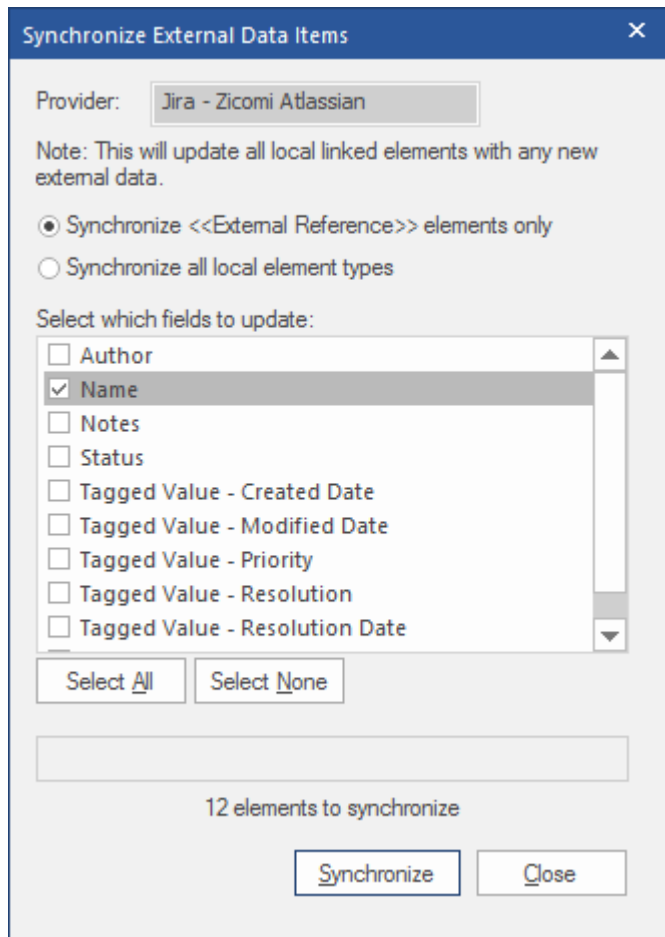 Synchronize External Data Items
Provider: Jira - Zicomi Atlassian
Note: This will update all local linked elements with any new
external data.
Synchronize <<External Reference>> elements only
Synchronize all local element types
Select which fields to update:
Author
Name
Notes
Status
Tagged Value - Created Date
Tagged Value - Modified Date
Tagged Value - Priority
Tagged Value - Resolution
Tagged Value - Resolution Date
Select All Select None
12 elements to synchronize
Synchronize Close